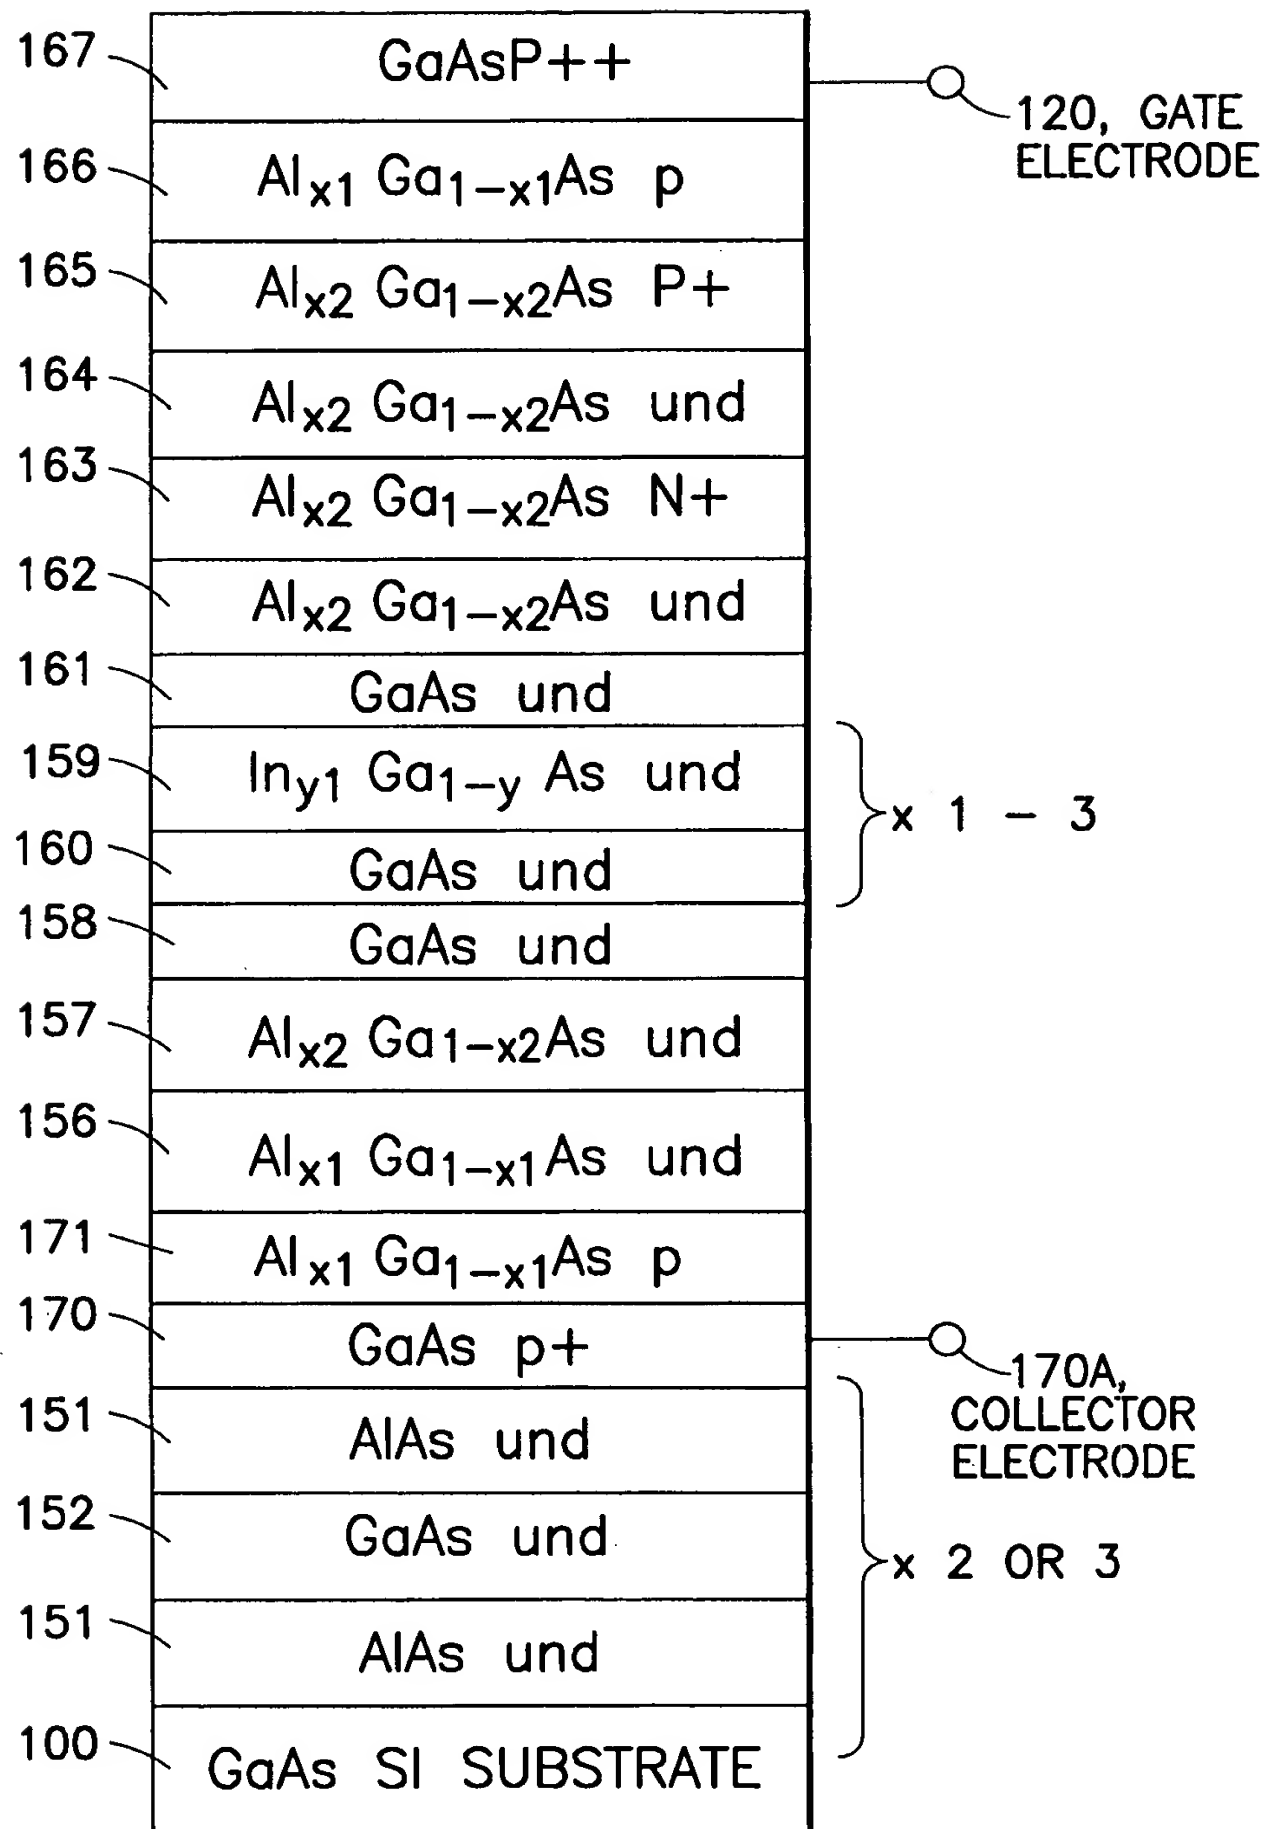 167 GaAsP++
120, GATE
ELECTRODE
166 Alx1 Ga1−x1As p
165 Alx2 Ga1−x2As P+
164 Alx2 Ga1−x2As und
163 Alx2 Ga1−x2As N+
162 Alx2 Ga1−x2As und
161 GaAs und
159 Iny1 Ga1−y As und
x 1 − 3
160 GaAs und
158 GaAs und
157 Alx2 Ga1−x2As und
156 Alx1 Ga1−x1As und
171 Alx1 Ga1−x1As p
170 GaAs p+
170A,
COLLECTOR
ELECTRODE
151 AlAs und
152 GaAs und
x 2 OR 3
151 AlAs und
100 GaAs SI SUBSTRATE